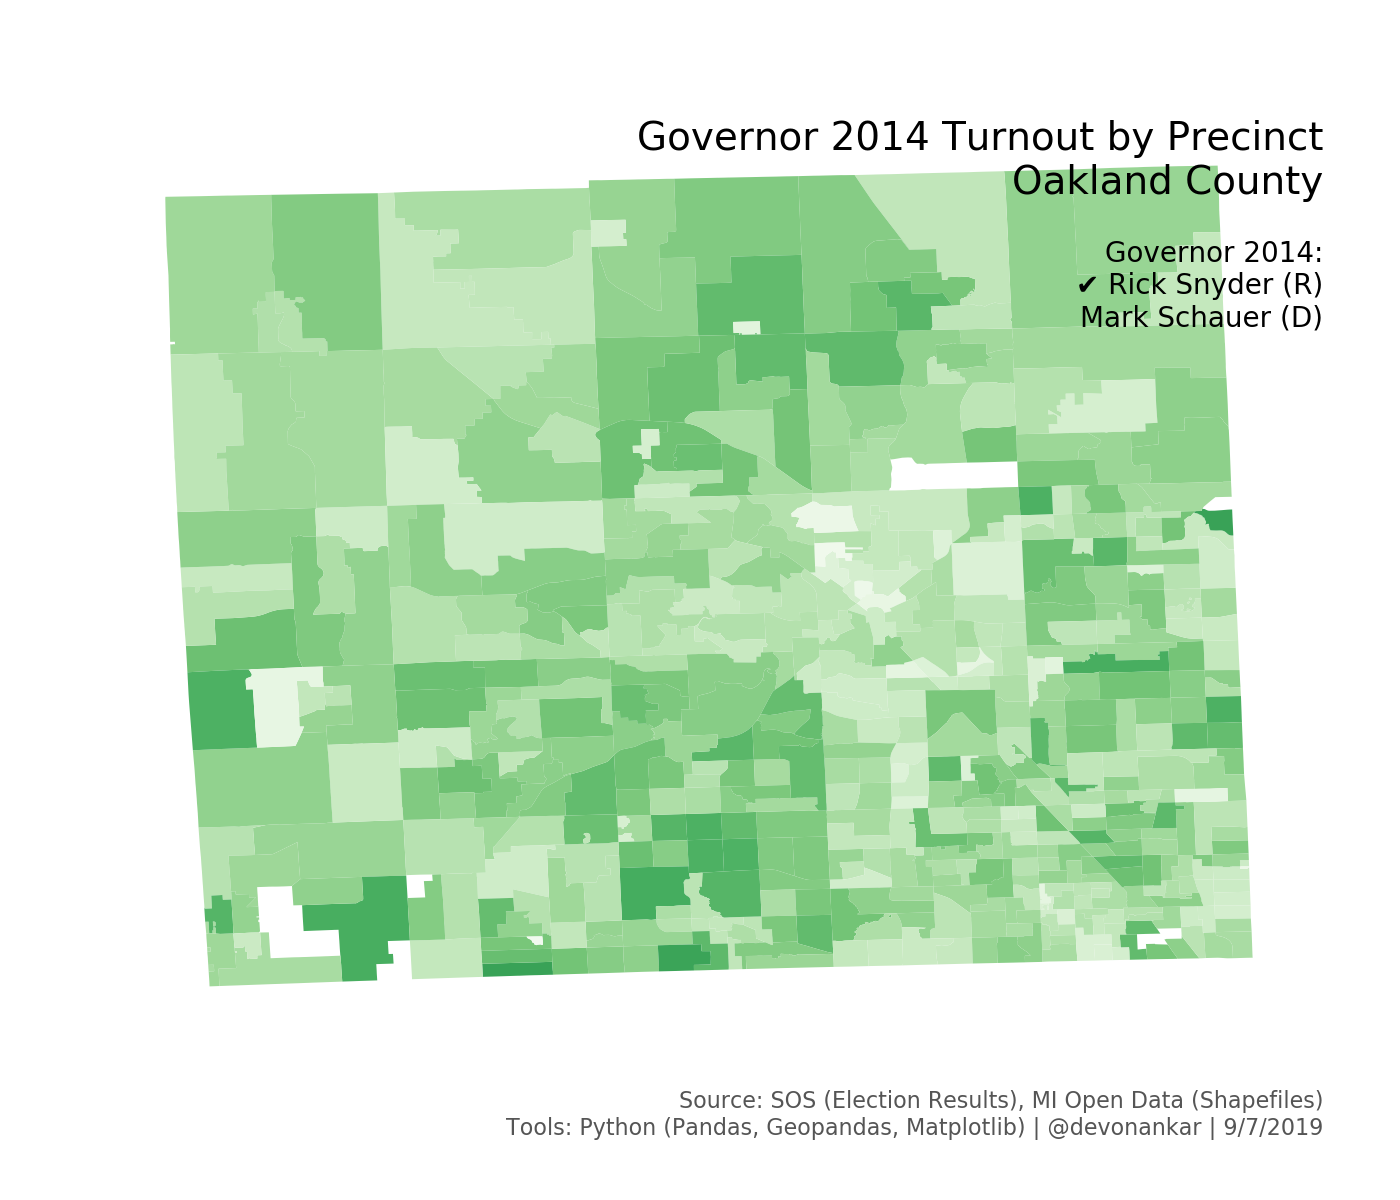 Governor 2014 Turnout by Precinct
Oakland County
Governor 2014:
✔ Rick Snyder (R)
Mark Schauer (D)
Source: SOS (Election Results), MI Open Data (Shapefiles)
Tools: Python (Pandas, Geopandas, Matplotlib) | @devonankar | 9/7/2019